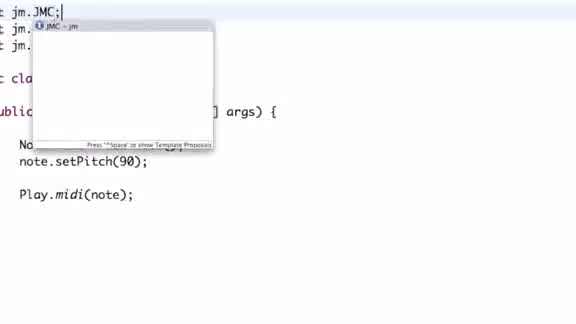 t jm.JMC;
JMC - jm
t jm.
t jm.
t cla
ublic ] args) {
Press '^Space' to show Template Proposals
No ();
note.setPitch(90);
Play.midi(note);